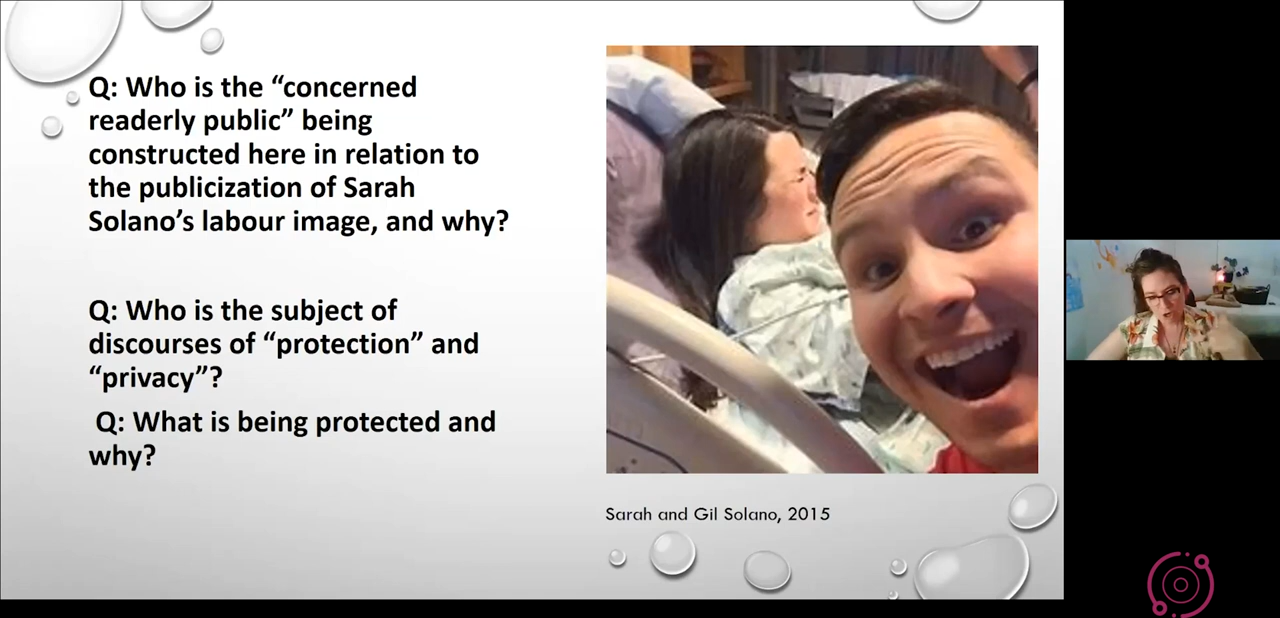 Q: Who is the “concerned
readerly public” being
constructed here in relation to
the publicization of Sarah
Solano’s labour image, and why?
Q: Who is the subject of
discourses of “protection” and
“privacy”?
Q: What is being protected and
why?
Sarah and Gil Solano, 2015